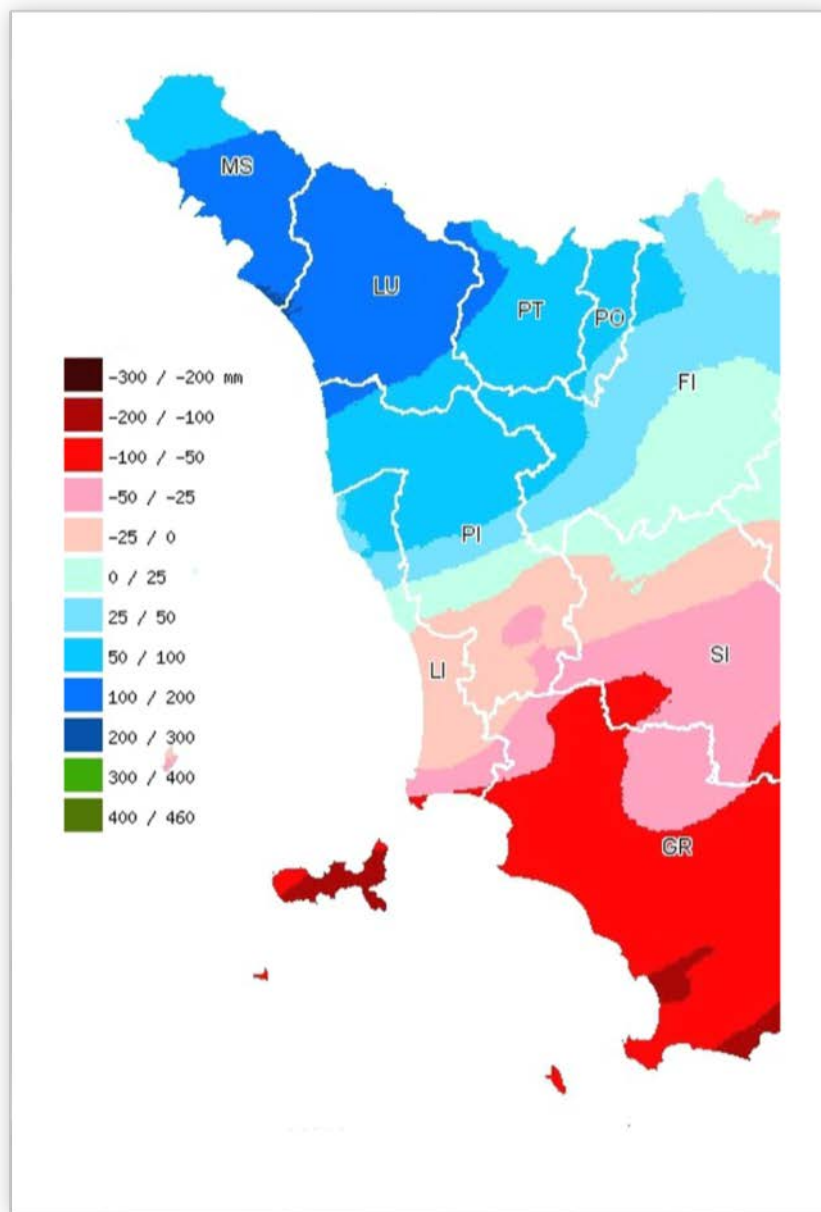 MS
LU
PT
PO
FI
-300 / -200 mm
-200 / -100
-100 / -50
-50 / -25
-25 / 0
0 / 25
25 / 50
50 / 100
100 / 200
200 / 300
300 / 400
400 / 460
PI
LI
SI
GR